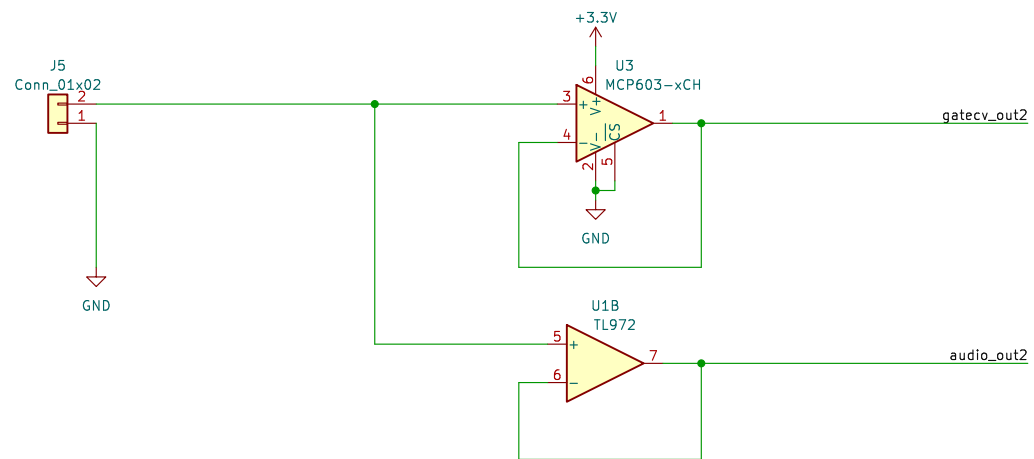 +3.3V
J5
Conn_01x02
2
1
GND
U3
MCP603-xCH
6
3
+
V+
1
gatecv_out2
4
-
V-
CS
2
5
GND
U1B
TL972
5
+
7
audio_out2
6
-
GND